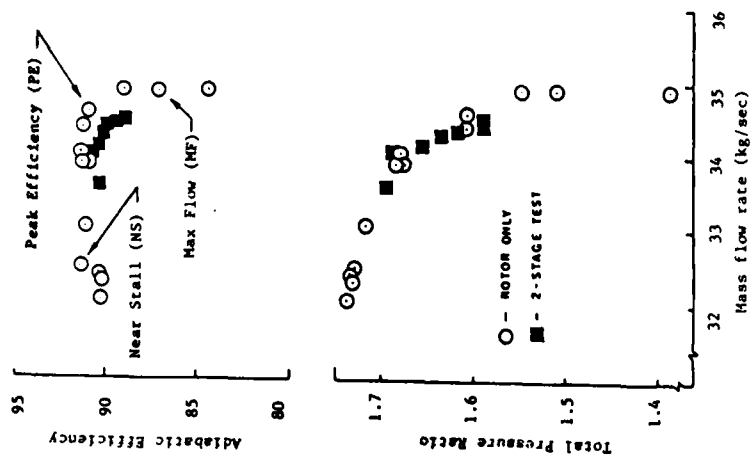 Adiabatic Efficiency
95
90
85
80
Peak Efficiency (PE)
Near Stall (NS)
Max Flow (MF)
Total Pressure Ratio
1.7
1.6
1.5
1.4
○ – ROTOR ONLY
■ – 2-STAGE TEST
32
33
34
35
36
Mass flow rate (kg/sec)